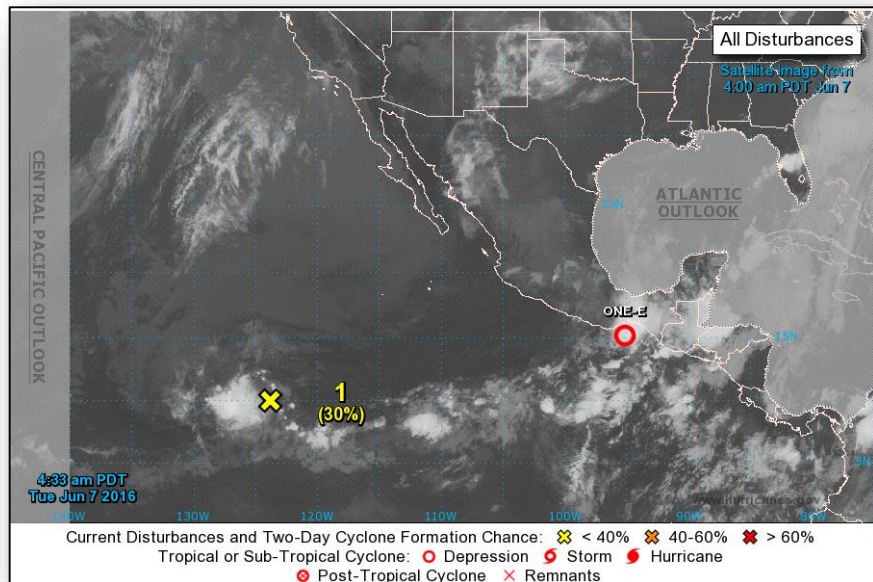 All Disturbances
Satellite Image from
4:00 am PDT Jun 7
CENTRAL PACIFIC OUTLOOK
ATLANTIC
OUTLOOK
25N
ONE-E
15N
1
(30%)
5N
4:33 am PDT
Tue Jun 7 2016
www.hurricanes.gov
140W 130W 120W 110W 100W 90W 80W
Current Disturbances and Two-Day Cyclone Formation Chance: < 40% 40-60% > 60%
Tropical or Sub-Tropical Cyclone: Depression Storm Hurricane
Post-Tropical Cyclone Remnants